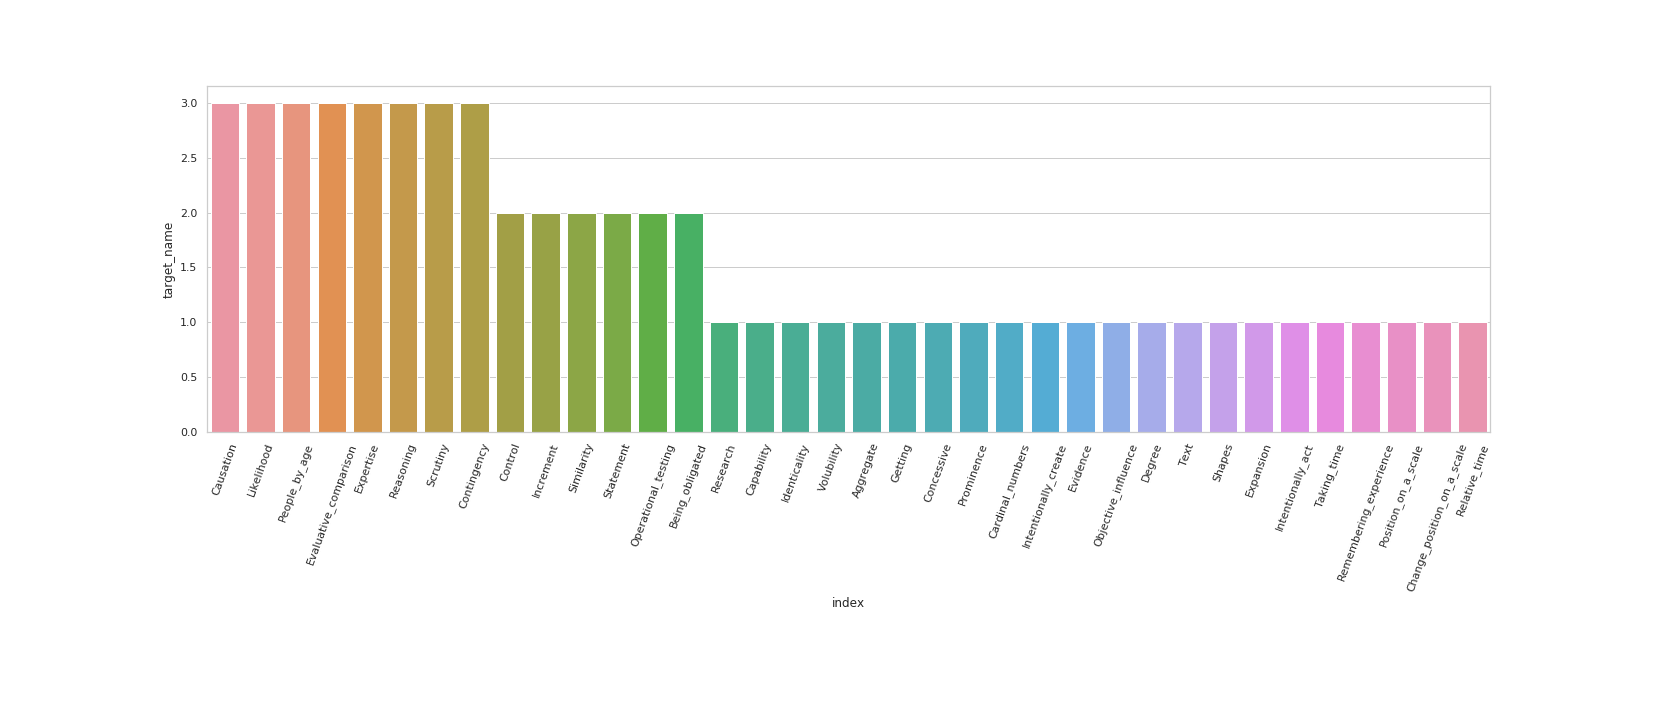 3.0
2.5
2.0
1.5
1.0
0.5
0.0
target_name
Causation
Likelihood
People_by_age
Evaluative_comparison
Expertise
Reasoning
Scrutiny
Contingency
Control
Increment
Similarity
Statement
Operational_testing
Being_obligated
Research
Capability
Identicality
Volubility
Aggregate
Getting
Concessive
Prominence
Cardinal_numbers
Intentionally_create
Evidence
Objective_influence
Degree
Text
Shapes
Expansion
Intentionally_act
Taking_time
Remembering_experience
Position_on_a_scale
Change_position_on_a_scale
Relative_time
index